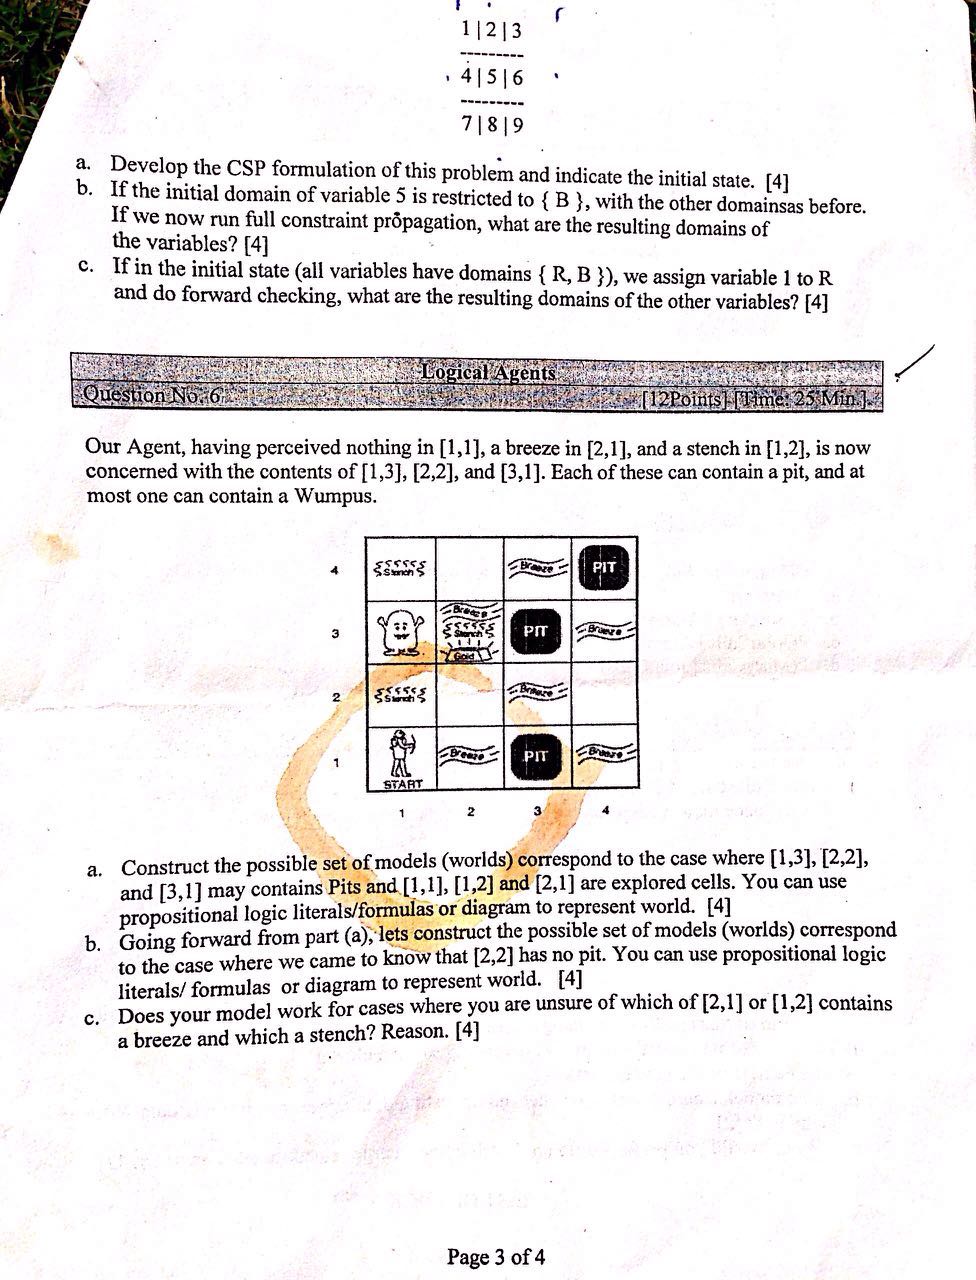 1|2|3
---------
4|5|6
---------
7|8|9
a. Develop the CSP formulation of this problem and indicate the initial state. [4]
b. If the initial domain of variable 5 is restricted to { B }, with the other domainsas before.
If we now run full constraint propagation, what are the resulting domains of
the variables? [4]
c. If in the initial state (all variables have domains { R, B }), we assign variable 1 to R
and do forward checking, what are the resulting domains of the other variables? [4]
Logical Agents
Question No. 6 [12Points] [Time: 25 Min.]
Our Agent, having perceived nothing in [1,1], a breeze in [2,1], and a stench in [1,2], is now
concerned with the contents of [1,3], [2,2], and [3,1]. Each of these can contain a pit, and at
most one can contain a Wumpus.
4 Stench Breeze PIT
Breeze
3 Stench PIT Breeze
Gold
2 Stench Breeze
1 Breeze PIT Breeze
START
1 2 3 4
a. Construct the possible set of models (worlds) correspond to the case where [1,3], [2,2],
and [3,1] may contains Pits and [1,1], [1,2] and [2,1] are explored cells. You can use
propositional logic literals/formulas or diagram to represent world. [4]
b. Going forward from part (a), lets construct the possible set of models (worlds) correspond
to the case where we came to know that [2,2] has no pit. You can use propositional logic
literals/ formulas or diagram to represent world. [4]
c. Does your model work for cases where you are unsure of which of [2,1] or [1,2] contains
a breeze and which a stench? Reason. [4]
Page 3 of 4